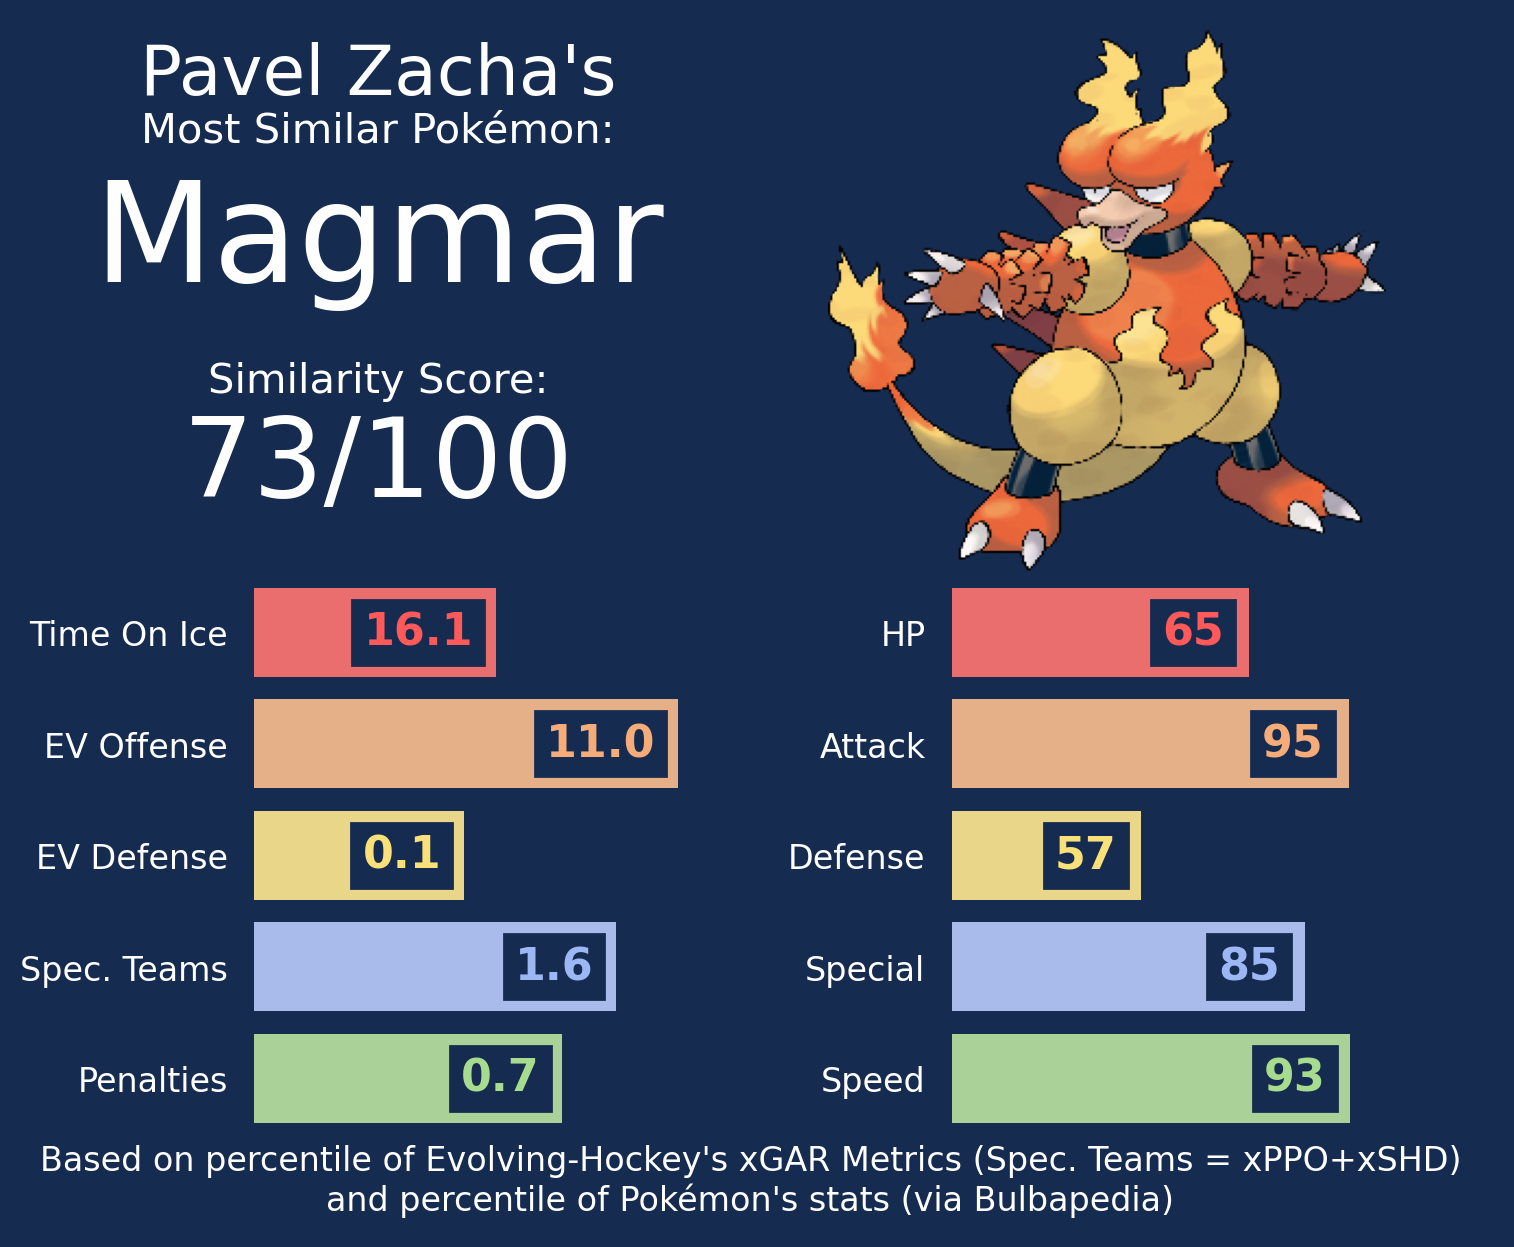 Pavel Zacha's
Most Similar Pokémon:
Magmar
Similarity Score:
73/100
Time On Ice 16.1
EV Offense 11.0
EV Defense 0.1
Spec. Teams 1.6
Penalties 0.7
HP 65
Attack 95
Defense 57
Special 85
Speed 93
Based on percentile of Evolving-Hockey's xGAR Metrics (Spec. Teams = xPPO+xSHD)
and percentile of Pokémon's stats (via Bulbapedia)